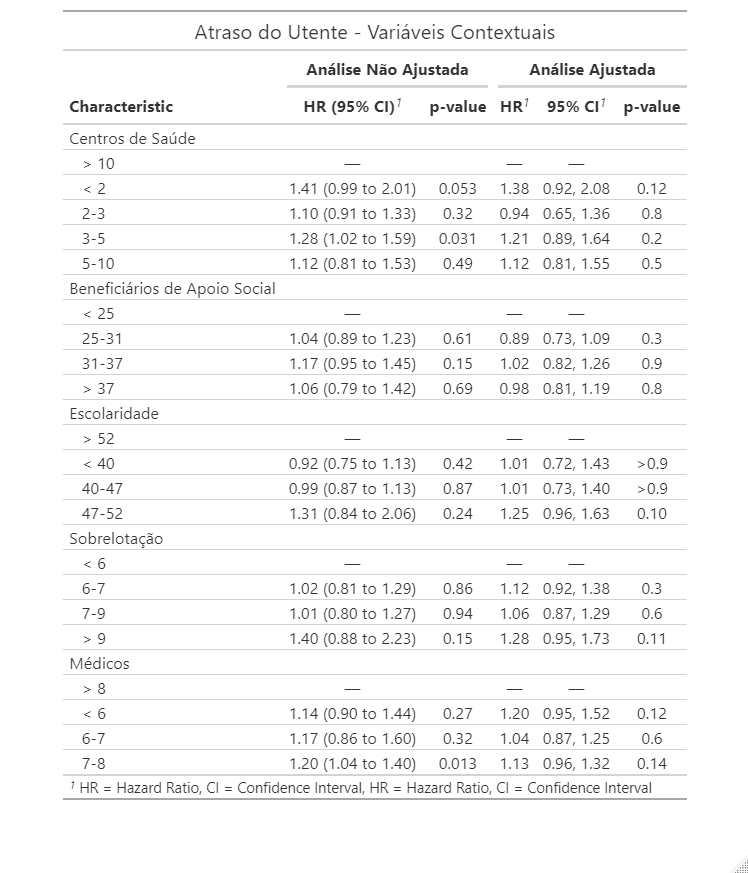 Atraso do Utente - Variáveis Contextuais
Análise Não Ajustada Análise Ajustada
Characteristic HR (95% CI)1 p-value HR1 95% CI1 p-value
Centros de Saúde
> 10 — — —
< 2 1.41 (0.99 to 2.01) 0.053 1.38 0.92, 2.08 0.12
2-3 1.10 (0.91 to 1.33) 0.32 0.94 0.65, 1.36 0.8
3-5 1.28 (1.02 to 1.59) 0.031 1.21 0.89, 1.64 0.2
5-10 1.12 (0.81 to 1.53) 0.49 1.12 0.81, 1.55 0.5
Beneficiários de Apoio Social
< 25 — — —
25-31 1.04 (0.89 to 1.23) 0.61 0.89 0.73, 1.09 0.3
31-37 1.17 (0.95 to 1.45) 0.15 1.02 0.82, 1.26 0.9
> 37 1.06 (0.79 to 1.42) 0.69 0.98 0.81, 1.19 0.8
Escolaridade
> 52 — — —
< 40 0.92 (0.75 to 1.13) 0.42 1.01 0.72, 1.43 >0.9
40-47 0.99 (0.87 to 1.13) 0.87 1.01 0.73, 1.40 >0.9
47-52 1.31 (0.84 to 2.06) 0.24 1.25 0.96, 1.63 0.10
Sobrelotação
< 6 — — —
6-7 1.02 (0.81 to 1.29) 0.86 1.12 0.92, 1.38 0.3
7-9 1.01 (0.80 to 1.27) 0.94 1.06 0.87, 1.29 0.6
> 9 1.40 (0.88 to 2.23) 0.15 1.28 0.95, 1.73 0.11
Médicos
> 8 — — —
< 6 1.14 (0.90 to 1.44) 0.27 1.20 0.95, 1.52 0.12
6-7 1.17 (0.86 to 1.60) 0.32 1.04 0.87, 1.25 0.6
7-8 1.20 (1.04 to 1.40) 0.013 1.13 0.96, 1.32 0.14
1 HR = Hazard Ratio, CI = Confidence Interval, HR = Hazard Ratio, CI = Confidence Interval